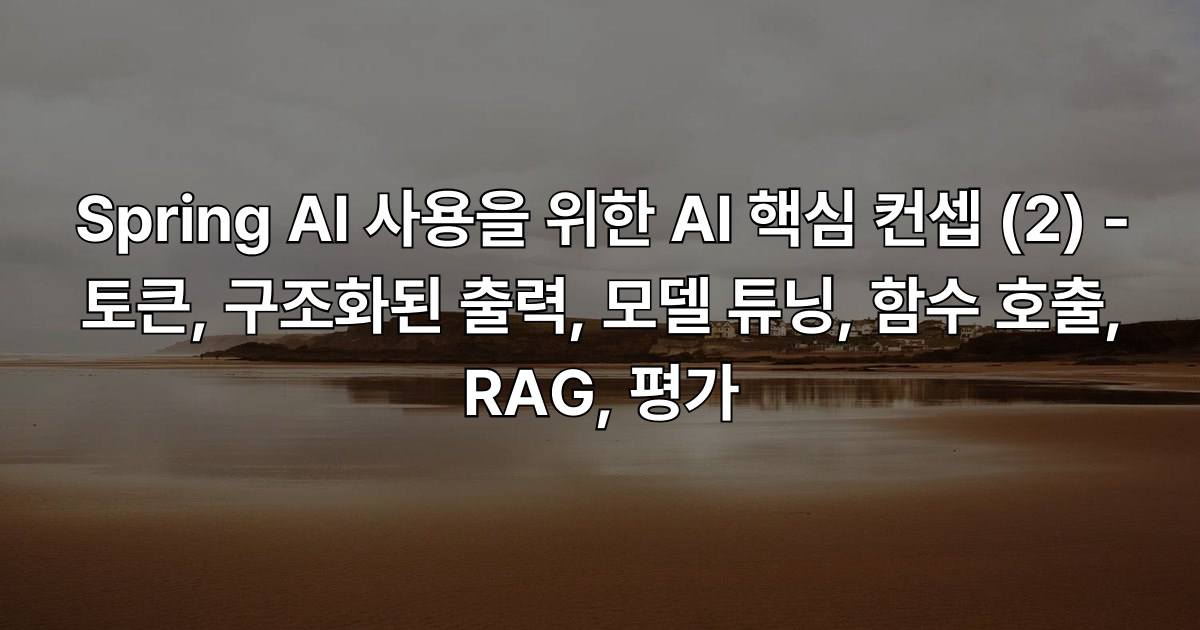 Spring AI 사용을 위한 AI 핵심 컨셉 (2) -
토큰, 구조화된 출력, 모델 튜닝, 함수 호출,
RAG, 평가